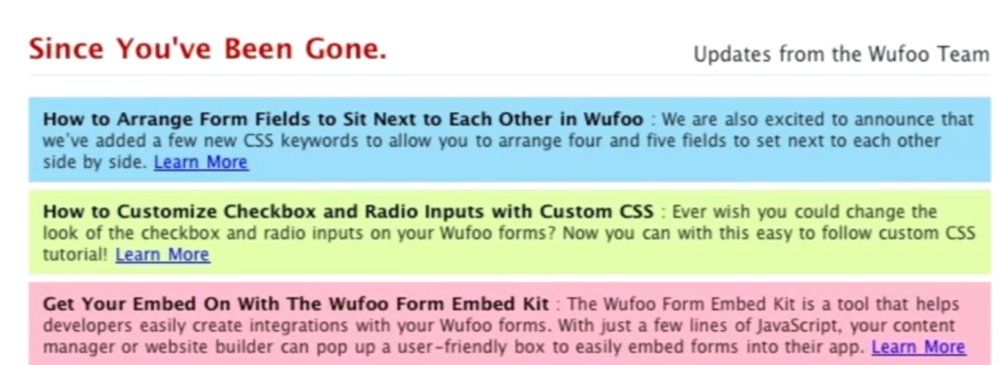 Since You've Been Gone.
Updates from the Wufoo Team
How to Arrange Form Fields to Sit Next to Each Other in Wufoo : We are also excited to announce that
we've added a few new CSS keywords to allow you to arrange four and five fields to set next to each other
side by side. Learn More
How to Customize Checkbox and Radio Inputs with Custom CSS : Ever wish you could change the
look of the checkbox and radio inputs on your Wufoo forms? Now you can with this easy to follow custom CSS
tutorial! Learn More
Get Your Embed On With The Wufoo Form Embed Kit : The Wufoo Form Embed Kit is a tool that helps
developers easily create integrations with your Wufoo forms. With just a few lines of JavaScript, your content
manager or website builder can pop up a user-friendly box to easily embed forms into their app. Learn More